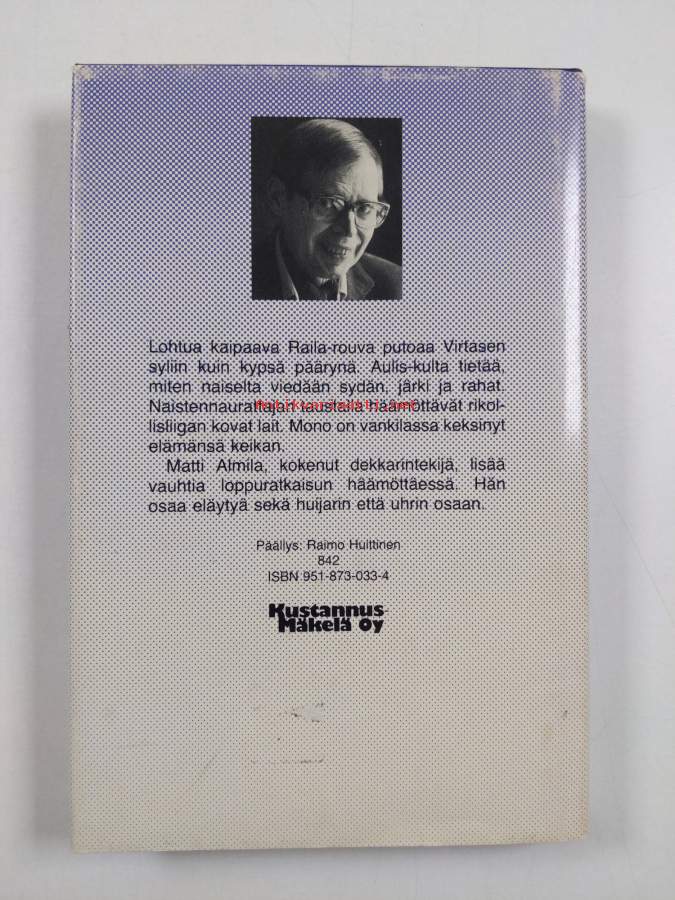 Lohtua kaipaava Raila-rouva putoaa Virtasen
syliin kuin kypsä päärynä. Aulis-kulta tietää,
miten naiselta viedään sydän, järki ja rahat.
Naistennaurattajan taustalla häämöttävät rikol-
lisliigan kovat lait. Mono on vankilassa keksinyt
elämänsä keikan.
Matti Almila, kokenut dekkarintekijä, lisää
vauhtia loppuratkaisun häämöttäessä. Hän
osaa eläytyä sekä huijarin että uhrin osaan.
Päällys: Raimo Huittinen
842
ISBN 951-873-033-4
Kustannus
Mäkelä Oy